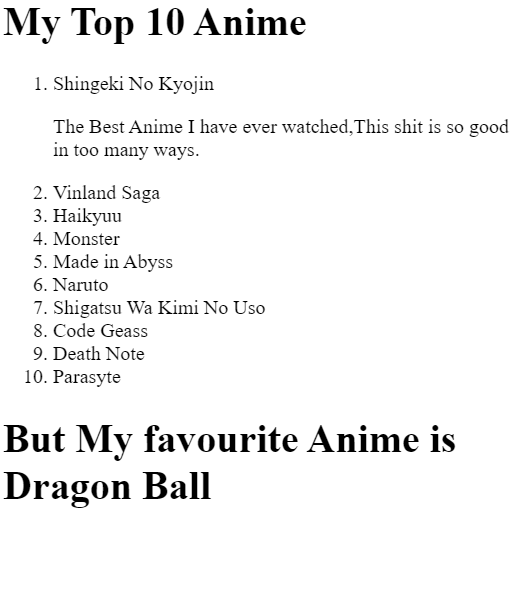 My Top 10 Anime
1. Shingeki No Kyojin
The Best Anime I have ever watched,This shit is so good
in too many ways.
2. Vinland Saga
3. Haikyuu
4. Monster
5. Made in Abyss
6. Naruto
7. Shigatsu Wa Kimi No Uso
8. Code Geass
9. Death Note
10. Parasyte
But My favourite Anime is
Dragon Ball